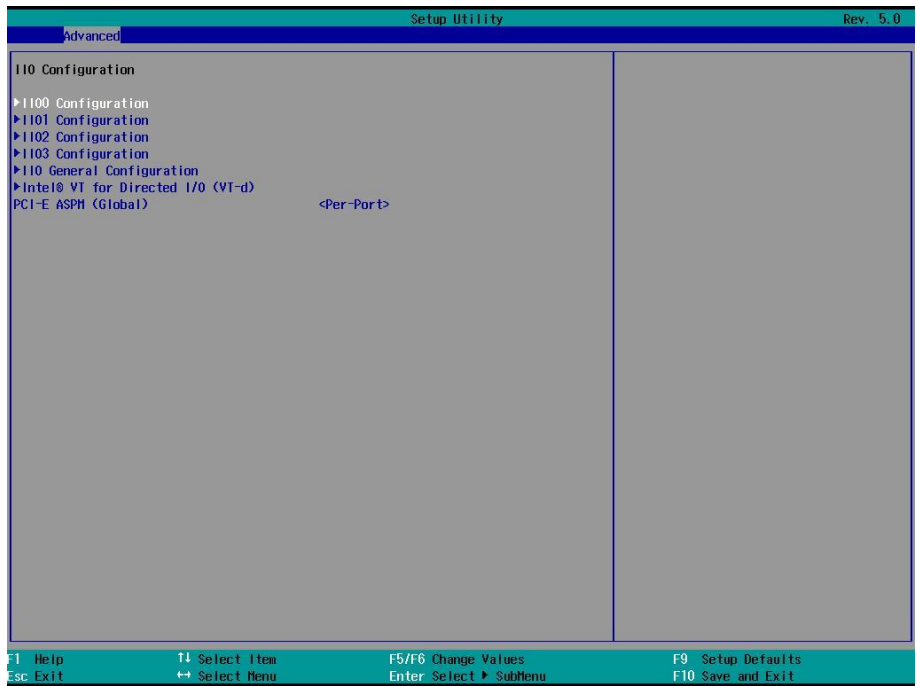 Setup Utility Rev. 5.0
Advanced
IIO Configuration
▶IIO0 Configuration
▶IIO1 Configuration
▶IIO2 Configuration
▶IIO3 Configuration
▶IIO General Configuration
▶Intel® VT for Directed I/O (VT-d)
PCI-E ASPM (Global) <Per-Port>
F1 Help ↑↓ Select Item F5/F6 Change Values F9 Setup Defaults
Esc Exit ↔ Select Menu Enter Select ▶ SubMenu F10 Save and Exit